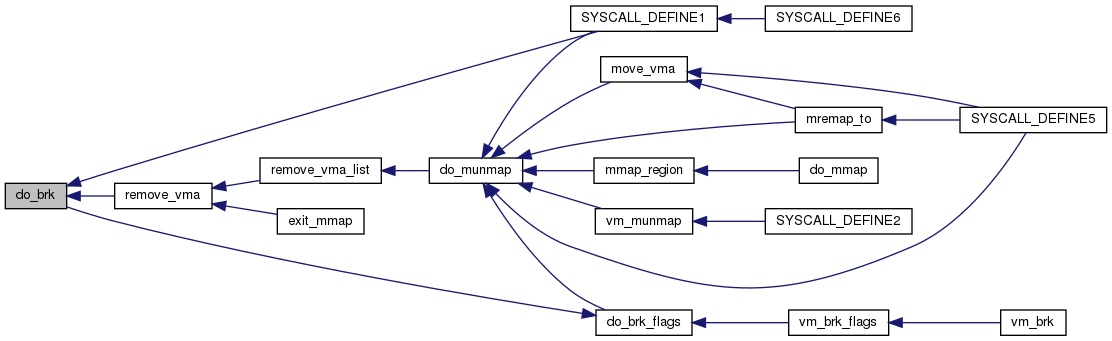 SYSCALL_DEFINE1
SYSCALL_DEFINE6
move_vma
mremap_to
SYSCALL_DEFINE5
remove_vma_list
do_munmap
mmap_region
do_mmap
do_brk
remove_vma
exit_mmap
vm_munmap
SYSCALL_DEFINE2
do_brk_flags
vm_brk_flags
vm_brk